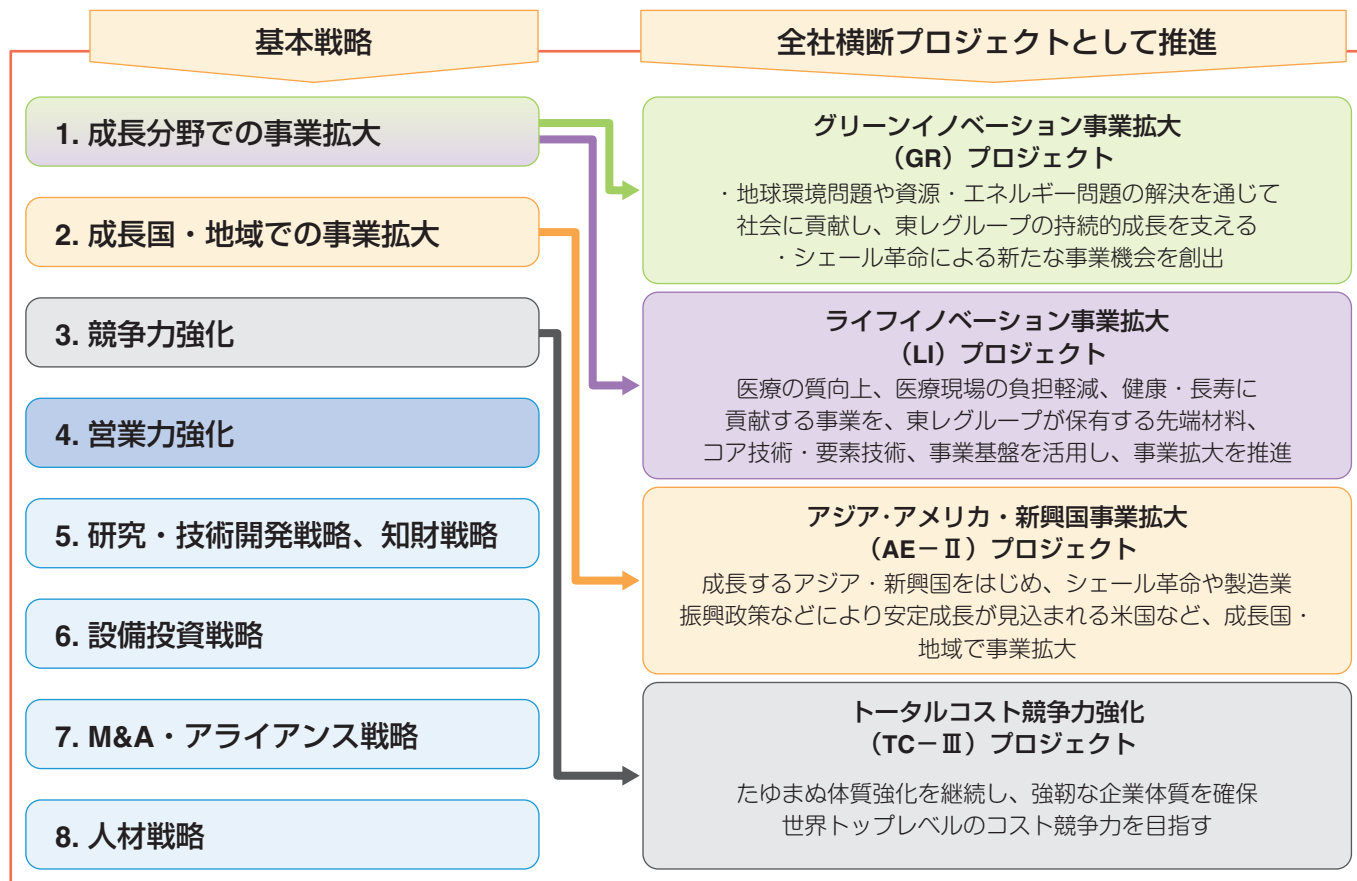 基本戦略
全社横断プロジェクトとして推進
1. 成長分野での事業拡大
2. 成長国・地域での事業拡大
3. 競争力強化
4. 営業力強化
5. 研究・技術開発戦略、知財戦略
6. 設備投資戦略
7. M&A・アライアンス戦略
8. 人材戦略
グリーンイノベーション事業拡大
（GR）プロジェクト
・地球環境問題や資源・エネルギー問題の解決を通じて
社会に貢献し、東レグループの持続的成長を支える
・シェール革命による新たな事業機会を創出
ライフイノベーション事業拡大
（LI）プロジェクト
医療の質向上、医療現場の負担軽減、健康・長寿に
貢献する事業を、東レグループが保有する先端材料、
コア技術・要素技術、事業基盤を活用し、事業拡大を推進
アジア・アメリカ・新興国事業拡大
（AE－Ⅱ）プロジェクト
成長するアジア・新興国をはじめ、シェール革命や製造業
振興政策などにより安定成長が見込まれる米国など、成長国・
地域で事業拡大
トータルコスト競争力強化
（TC－Ⅲ）プロジェクト
たゆまぬ体質強化を継続し、強靭な企業体質を確保
世界トップレベルのコスト競争力を目指す